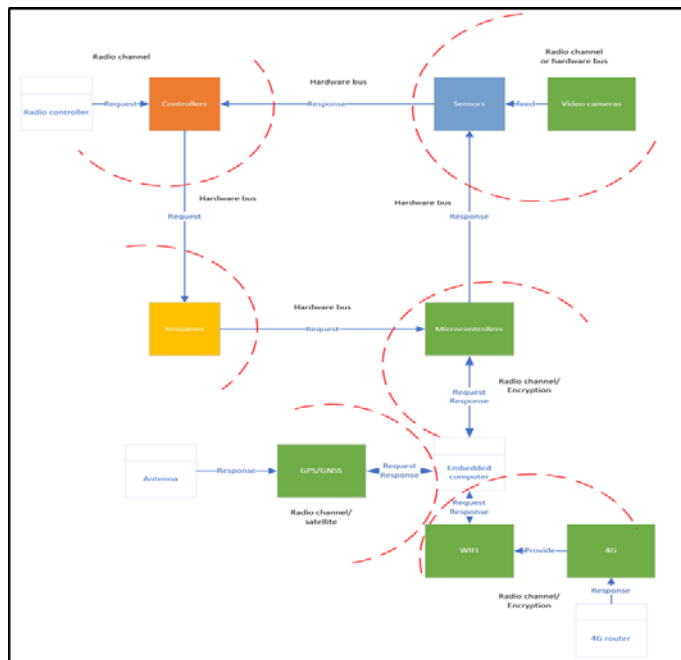 Radio channel
Radio channel
or hardware bus
Hardware bus
Radio controller
Request
Controllers
Response
Sensors
feed
Video cameras
Hardware bus
Request
Hardware bus
Response
Actuators
Hardware bus
Request
Microcontrollers
Request
Response
Radio channel/
Encryption
Antenna
Response
GPS/GNSS
Request
Response
Embedded
computer
Radio channel/
satellite
Request
Response
WIFI
Provide
4G
Radio channel/
Encryption
Response
4G router